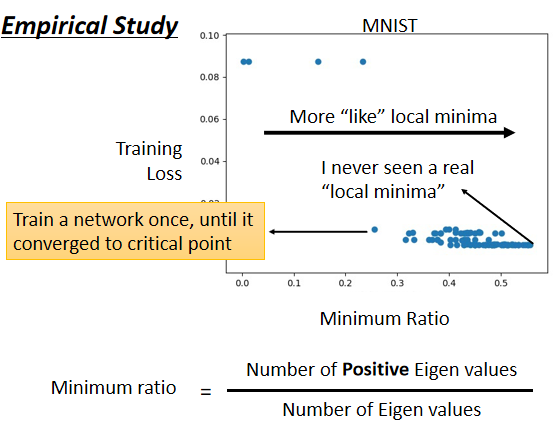 Empirical Study
MNIST
0.10
0.08
0.06
0.04
More “like” local minima
Training
Loss
I never seen a real
“local minima”
Train a network once, until it
converged to critical point
0.0
0.1
0.2
0.3
0.4
0.5
Minimum Ratio
Minimum ratio
=
Number of Positive Eigen values
Number of Eigen values